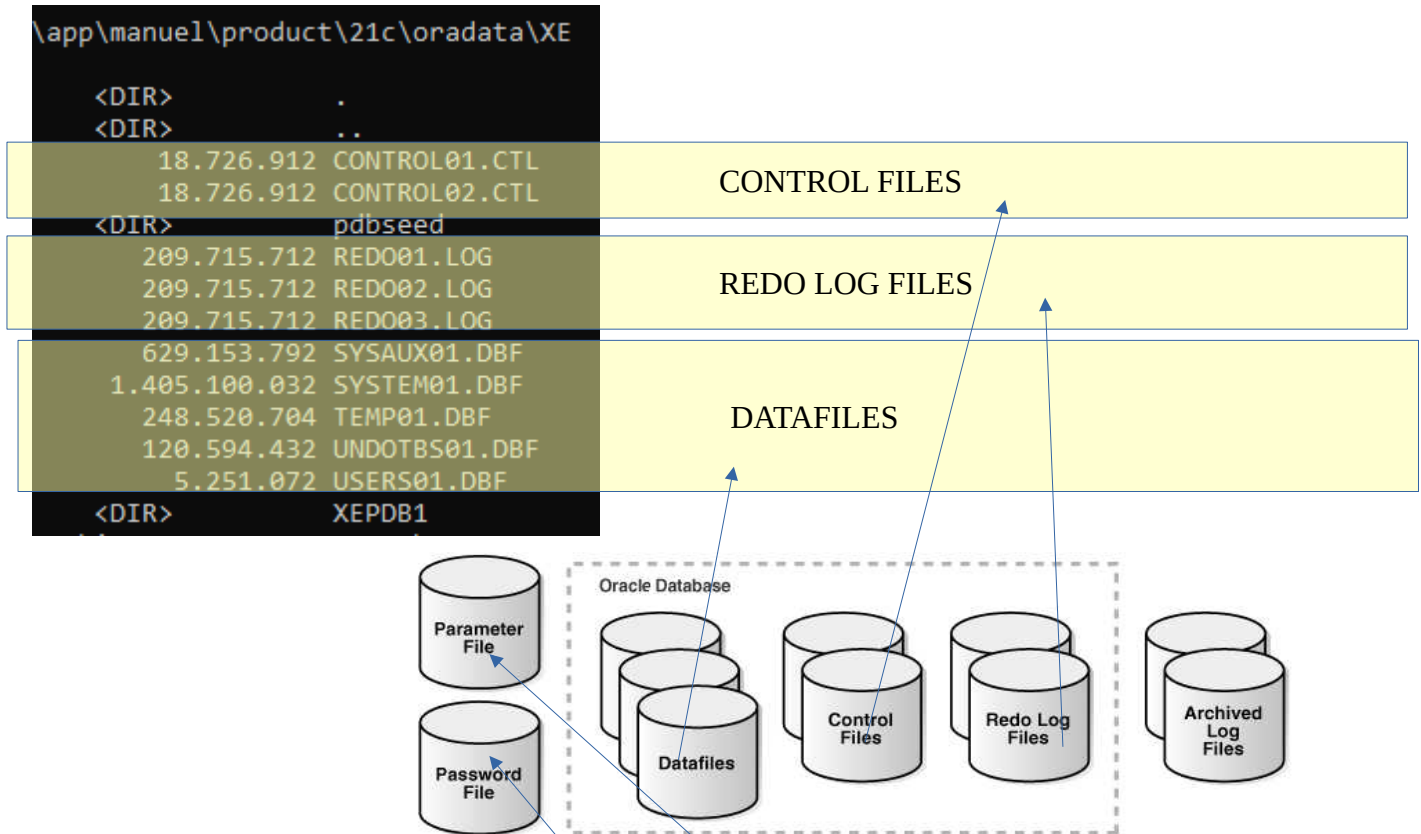 \app\manuel\product\21c\oradata\XE
<DIR> .
<DIR> ..
18.726.912 CONTROL01.CTL
18.726.912 CONTROL02.CTL
CONTROL FILES
<DIR> pdbseed
209.715.712 REDO01.LOG
209.715.712 REDO02.LOG
209.715.712 REDO03.LOG
REDO LOG FILES
629.153.792 SYSAUX01.DBF
1.405.100.032 SYSTEM01.DBF
248.520.704 TEMP01.DBF
120.594.432 UNDOTBS01.DBF
5.251.072 USERS01.DBF
DATAFILES
<DIR> XEPDB1
Oracle Database
Parameter
File
Password
File
Datafiles
Control
Files
Redo Log
Files
Archived
Log
Files